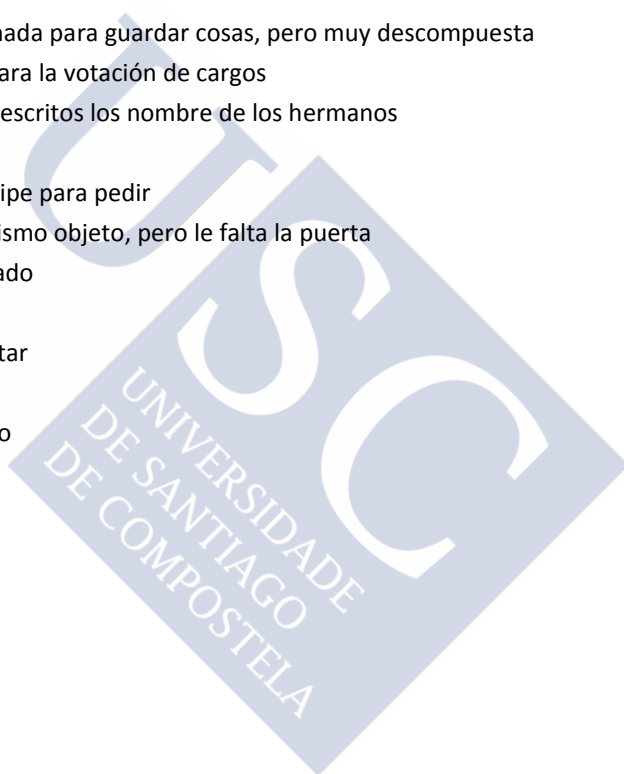 nada para guardar cosas, pero muy descompuesta
ara la votación de cargos
escritos los nombre de los hermanos
ipe para pedir
ismo objeto, pero le falta la puerta
ado
tar
o
USC
UNIVERSIDADE
DE SANTIAGO
DE COMPOSTELA